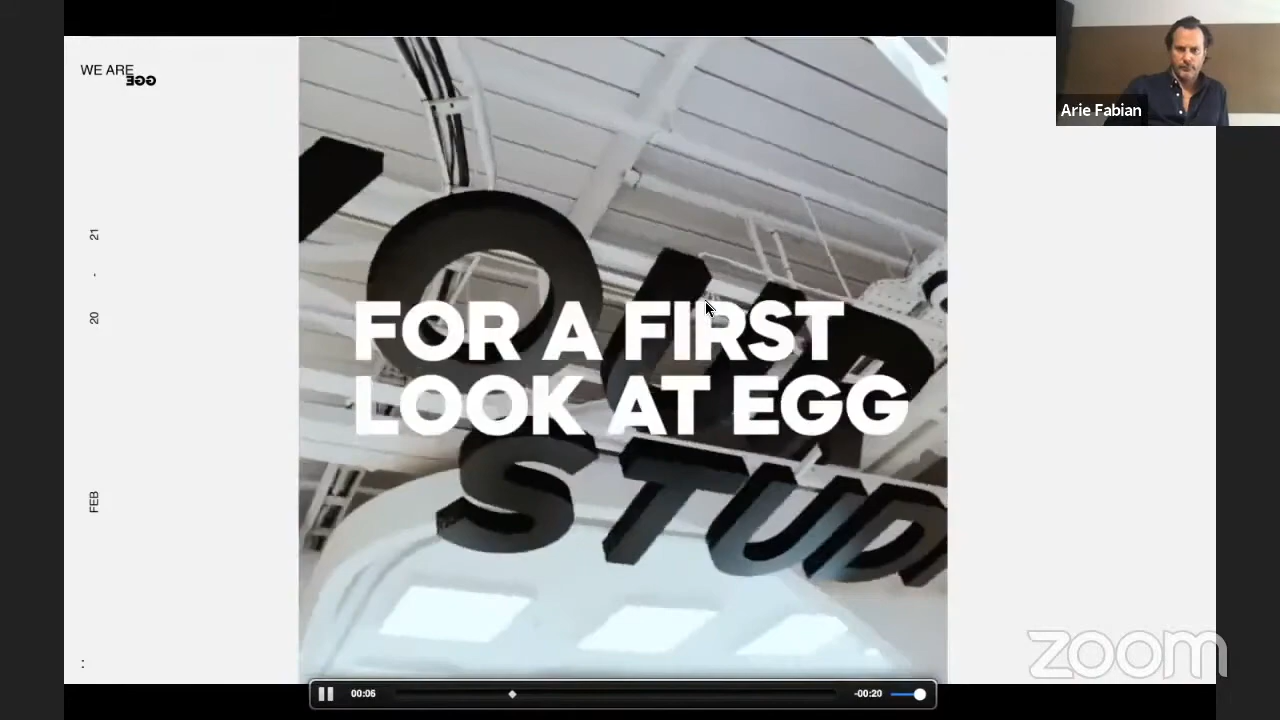 WE ARE
EGG
Arie Fabian
21
-
20
FEB
:
FOR A FIRST
LOOK AT EGG
OUR
STUD
00:06
-00:20
zoom